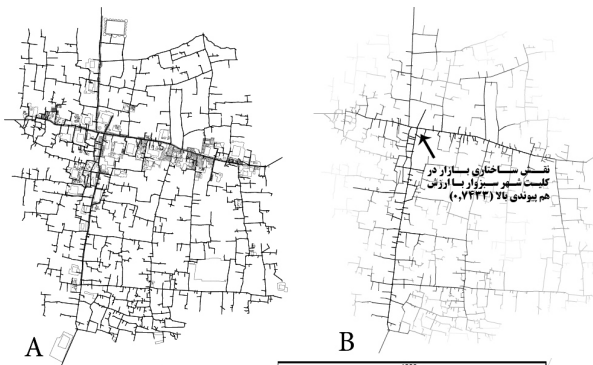 نقش ساختاری بازار در
کلیت شهر سبزوار با ارزش
هم پیوندی بالا (۰٫۷۴۳۳)
A
B